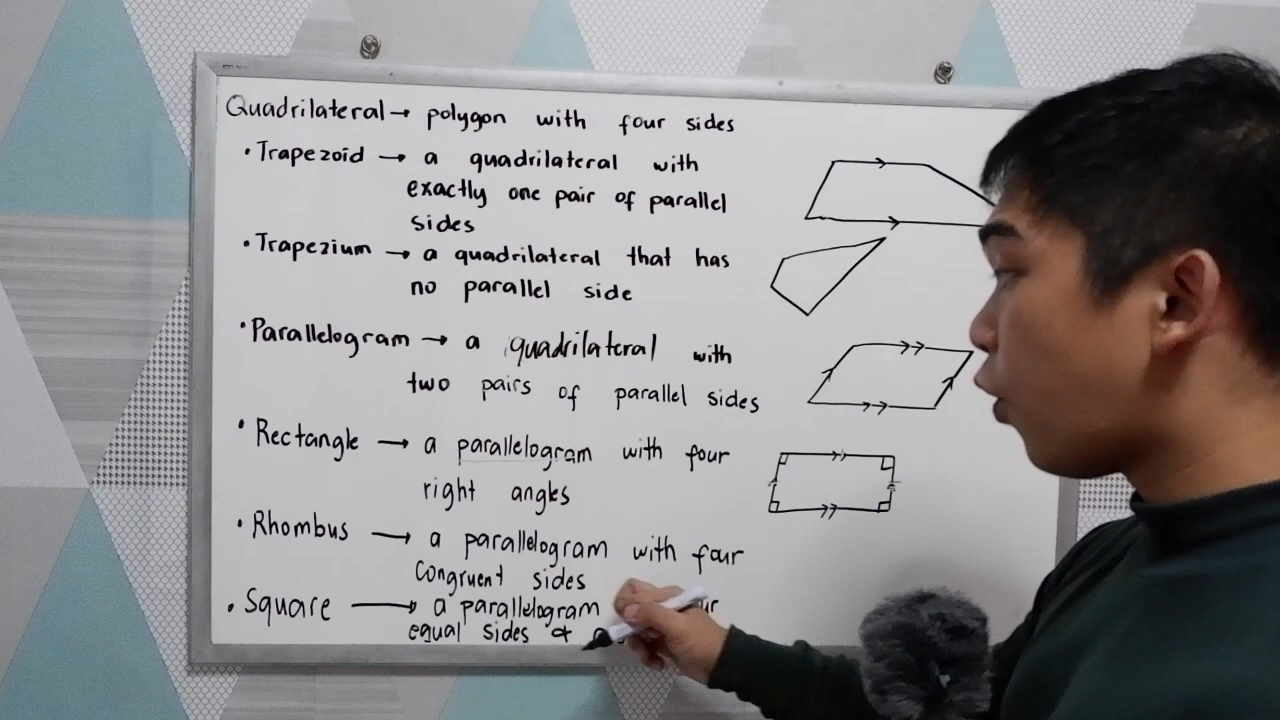 Quadrilateral → polygon with four sides
• Trapezoid → a quadrilateral with
exactly one pair of parallel
sides
• Trapezium → a quadrilateral that has
no parallel side
• Parallelogram → a quadrilateral with
two pairs of parallel sides
• Rectangle → a parallelogram with four
right angles
• Rhombus → a parallelogram with four
congruent sides
• Square → a parallelogram
equal sides &